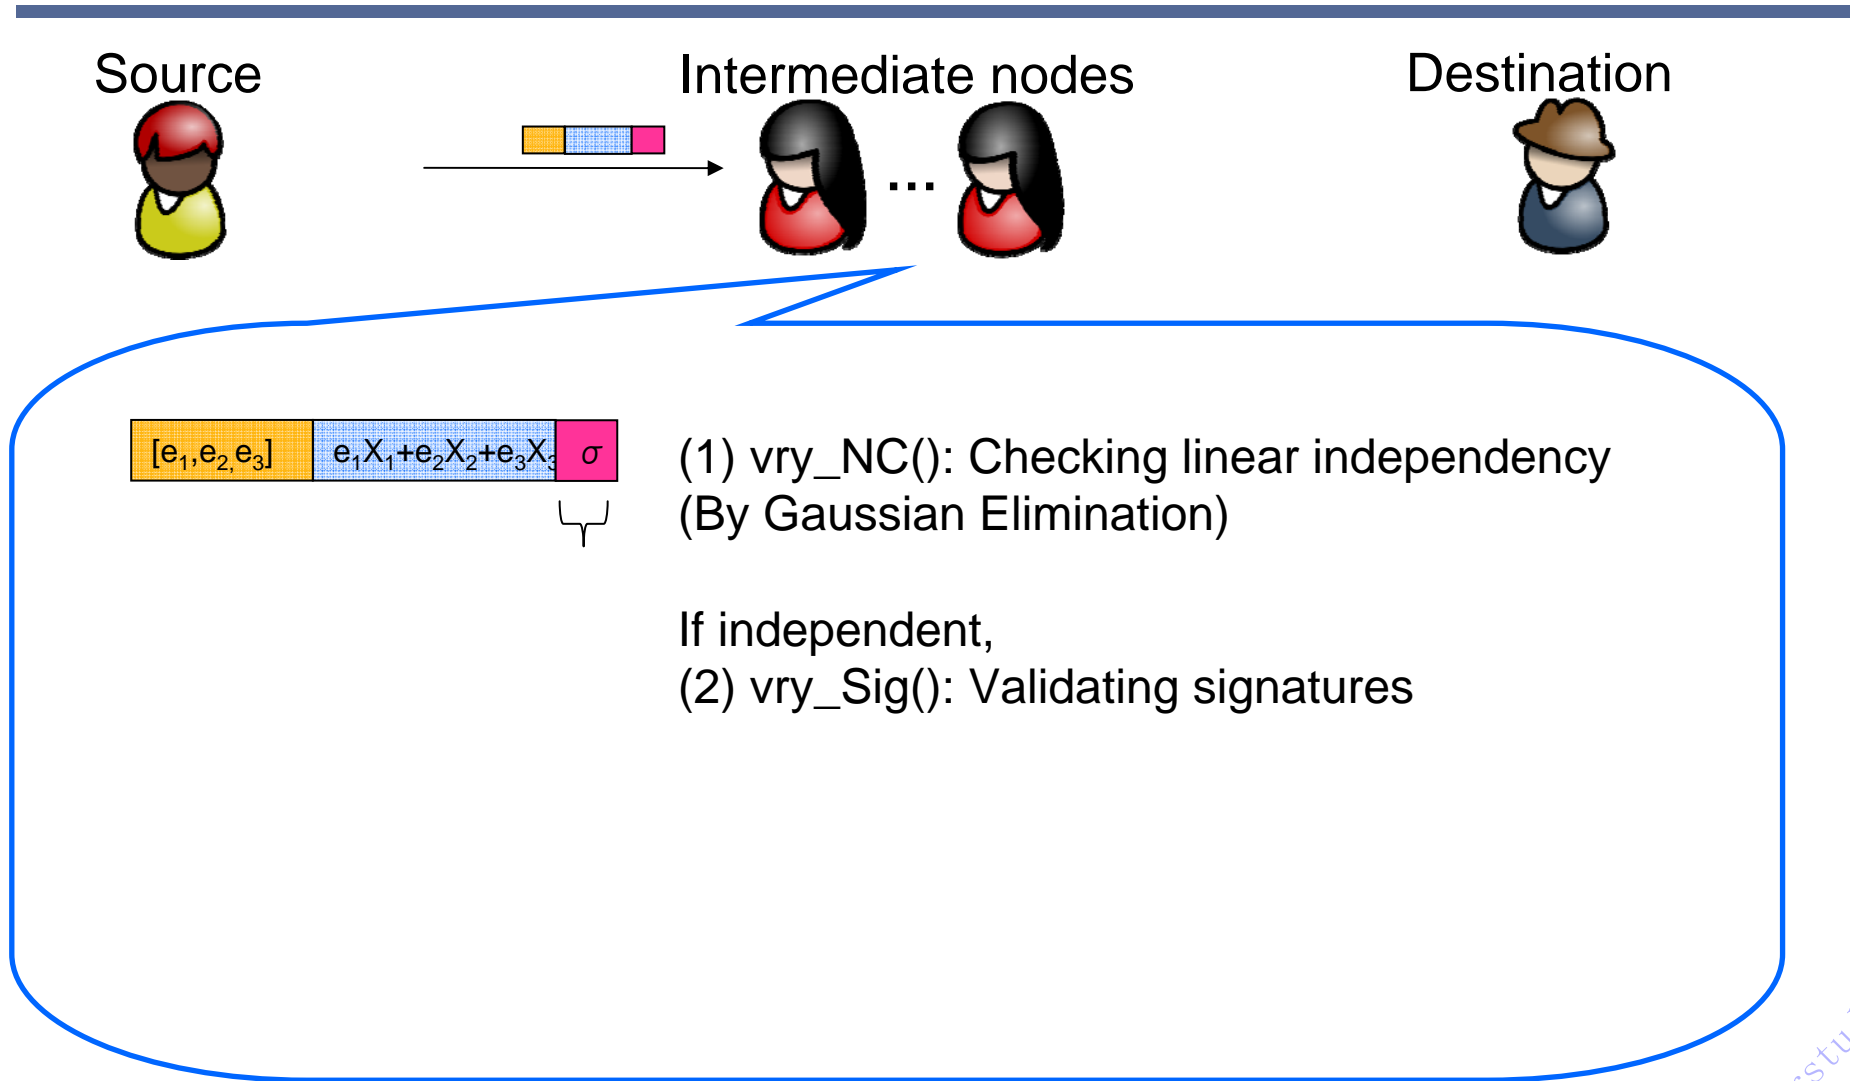 Source
Intermediate nodes
Destination
...
[e₁,e₂,e₃]
e₁X₁+e₂X₂+e₃X₃
σ
(1) vry_NC(): Checking linear independency
(By Gaussian Elimination)
If independent,
(2) vry_Sig(): Validating signatures